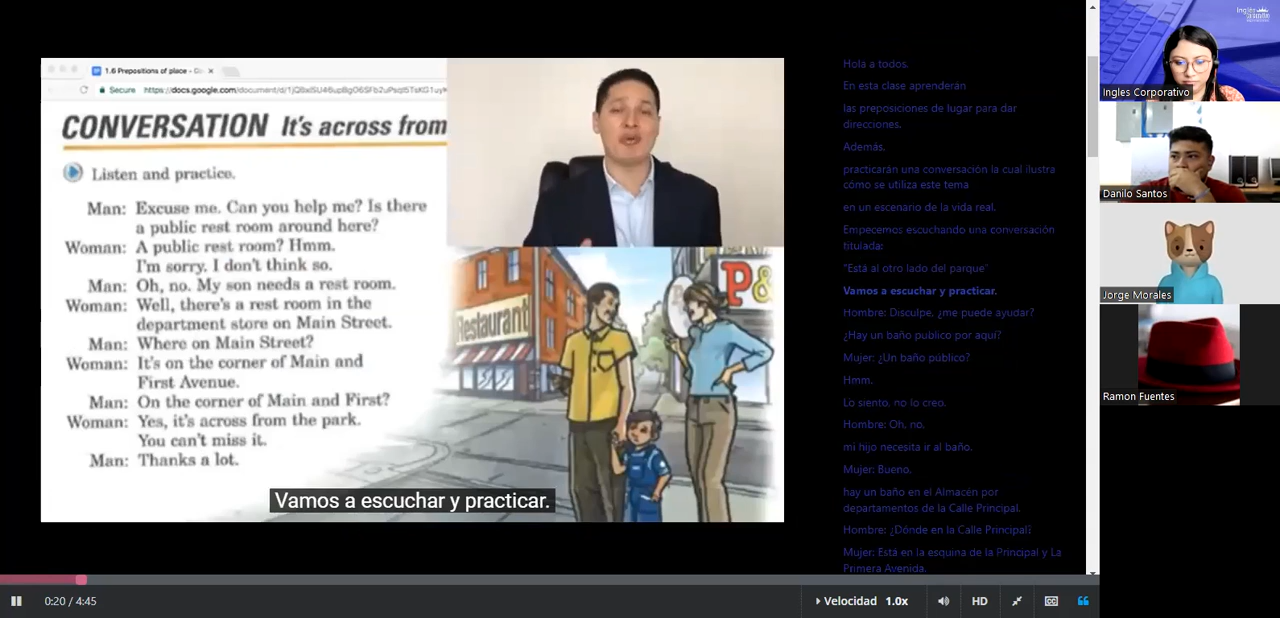 1.6 Prepositions of place - Go
Secure
CONVERSATION It's across from
Listen and practice.
Man: Excuse me. Can you help me? Is there
a public rest room around here?
Woman: A public rest room? Hmm.
I'm sorry. I don't think so.
Man: Oh, no. My son needs a rest room.
Woman: Well, there's a rest room in the
department store on Main Street.
Man: Where on Main Street?
Woman: It's on the corner of Main and
First Avenue.
Man: On the corner of Main and First?
Woman: Yes, it's across from the park.
You can't miss it.
Man: Thanks a lot.
Restaurant
P&
Vamos a escuchar y practicar.
Hola a todos.
En esta clase aprenderán
las preposiciones de lugar para dar
direcciones.
Además,
practicarán una conversación la cual ilustra
cómo se utiliza este tema
en un escenario de la vida real.
Empecemos escuchando una conversación
titulada:
"Está al otro lado del parque"
Vamos a escuchar y practicar.
Hombre: Disculpe, ¿me puede ayudar?
¿Hay un baño publico por aquí?
Mujer: ¿Un baño público?
Hmm.
Lo siento, no lo creo.
Hombre: Oh, no,
mi hijo necesita ir al baño.
Mujer: Bueno,
hay un baño en el Almacén por
departamentos de la Calle Principal.
Hombre: ¿Dónde en la Calle Principal?
Mujer: Está en la esquina de la Principal y La
Primera Avenida.
0:20 / 4:45
Velocidad 1.0x
HD
CC
Ingles Corporativo
Danilo Santos
Jorge Morales
Ramon Fuentes